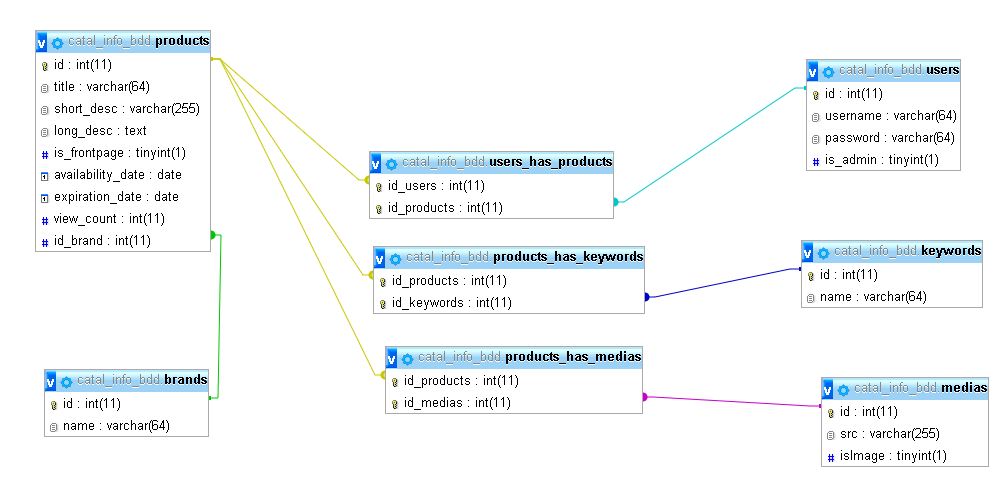 catal_info_bdd.products
id : int(11)
title : varchar(64)
short_desc : varchar(255)
long_desc : text
is_frontpage : tinyint(1)
availability_date : date
expiration_date : date
view_count : int(11)
id_brand : int(11)
catal_info_bdd.users
id : int(11)
username : varchar(64)
password : varchar(64)
is_admin : tinyint(1)
catal_info_bdd.users_has_products
id_users : int(11)
id_products : int(11)
catal_info_bdd.products_has_keywords
id_products : int(11)
id_keywords : int(11)
catal_info_bdd.keywords
id : int(11)
name : varchar(64)
catal_info_bdd.products_has_medias
id_products : int(11)
id_medias : int(11)
catal_info_bdd.brands
id : int(11)
name : varchar(64)
catal_info_bdd.medias
id : int(11)
src : varchar(255)
isImage : tinyint(1)